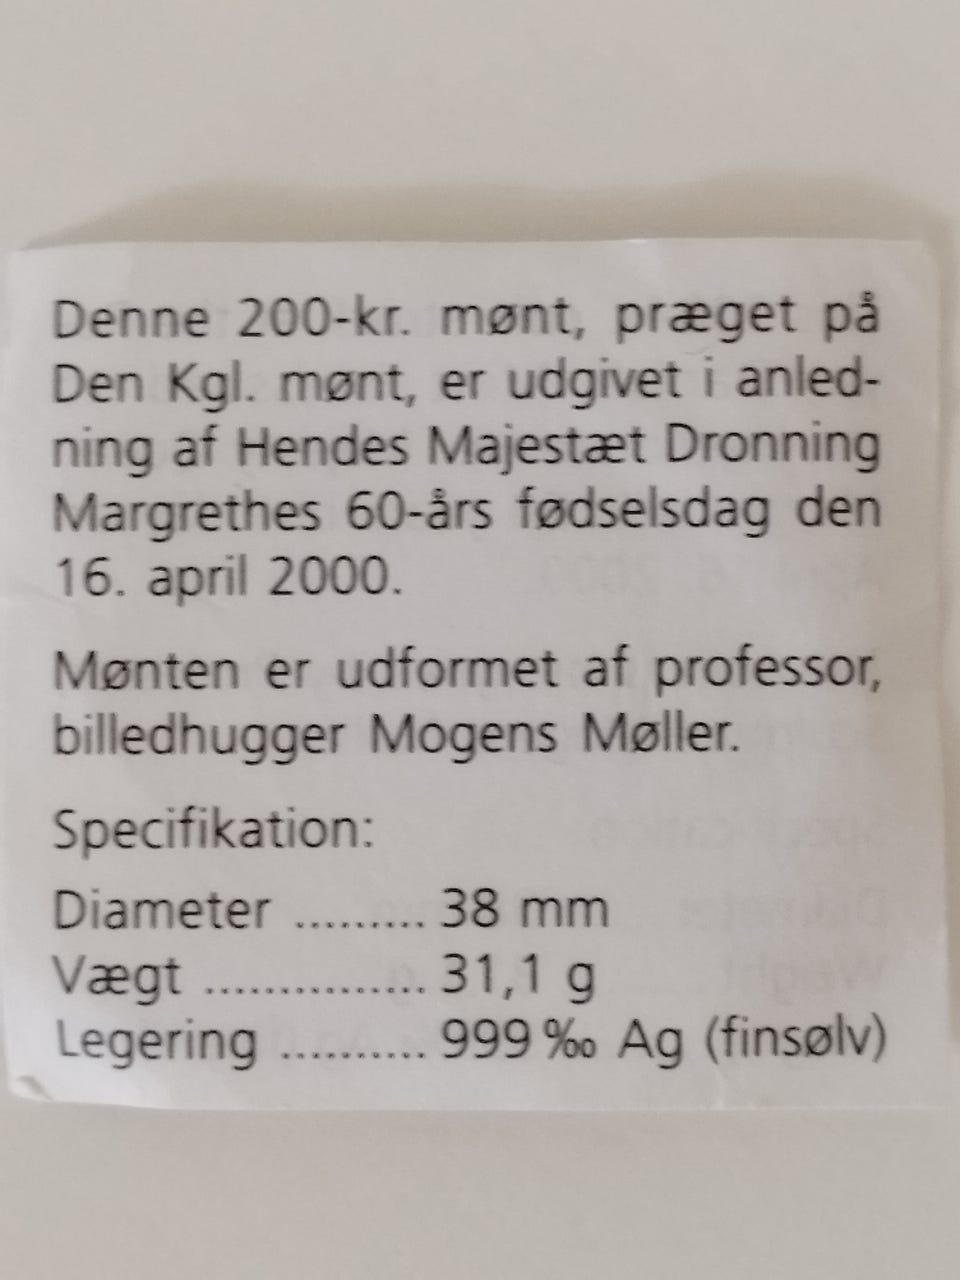 Denne 200-kr. mønt, præget på
Den Kgl. mønt, er udgivet i anled-
ning af Hendes Majestæt Dronning
Margrethes 60-års fødselsdag den
16. april 2000.
Mønten er udformet af professor,
billedhugger Mogens Møller.
Specifikation:
Diameter ......... 38 mm
Vægt ............... 31,1 g
Legering .......... 999 ‰ Ag (finsølv)